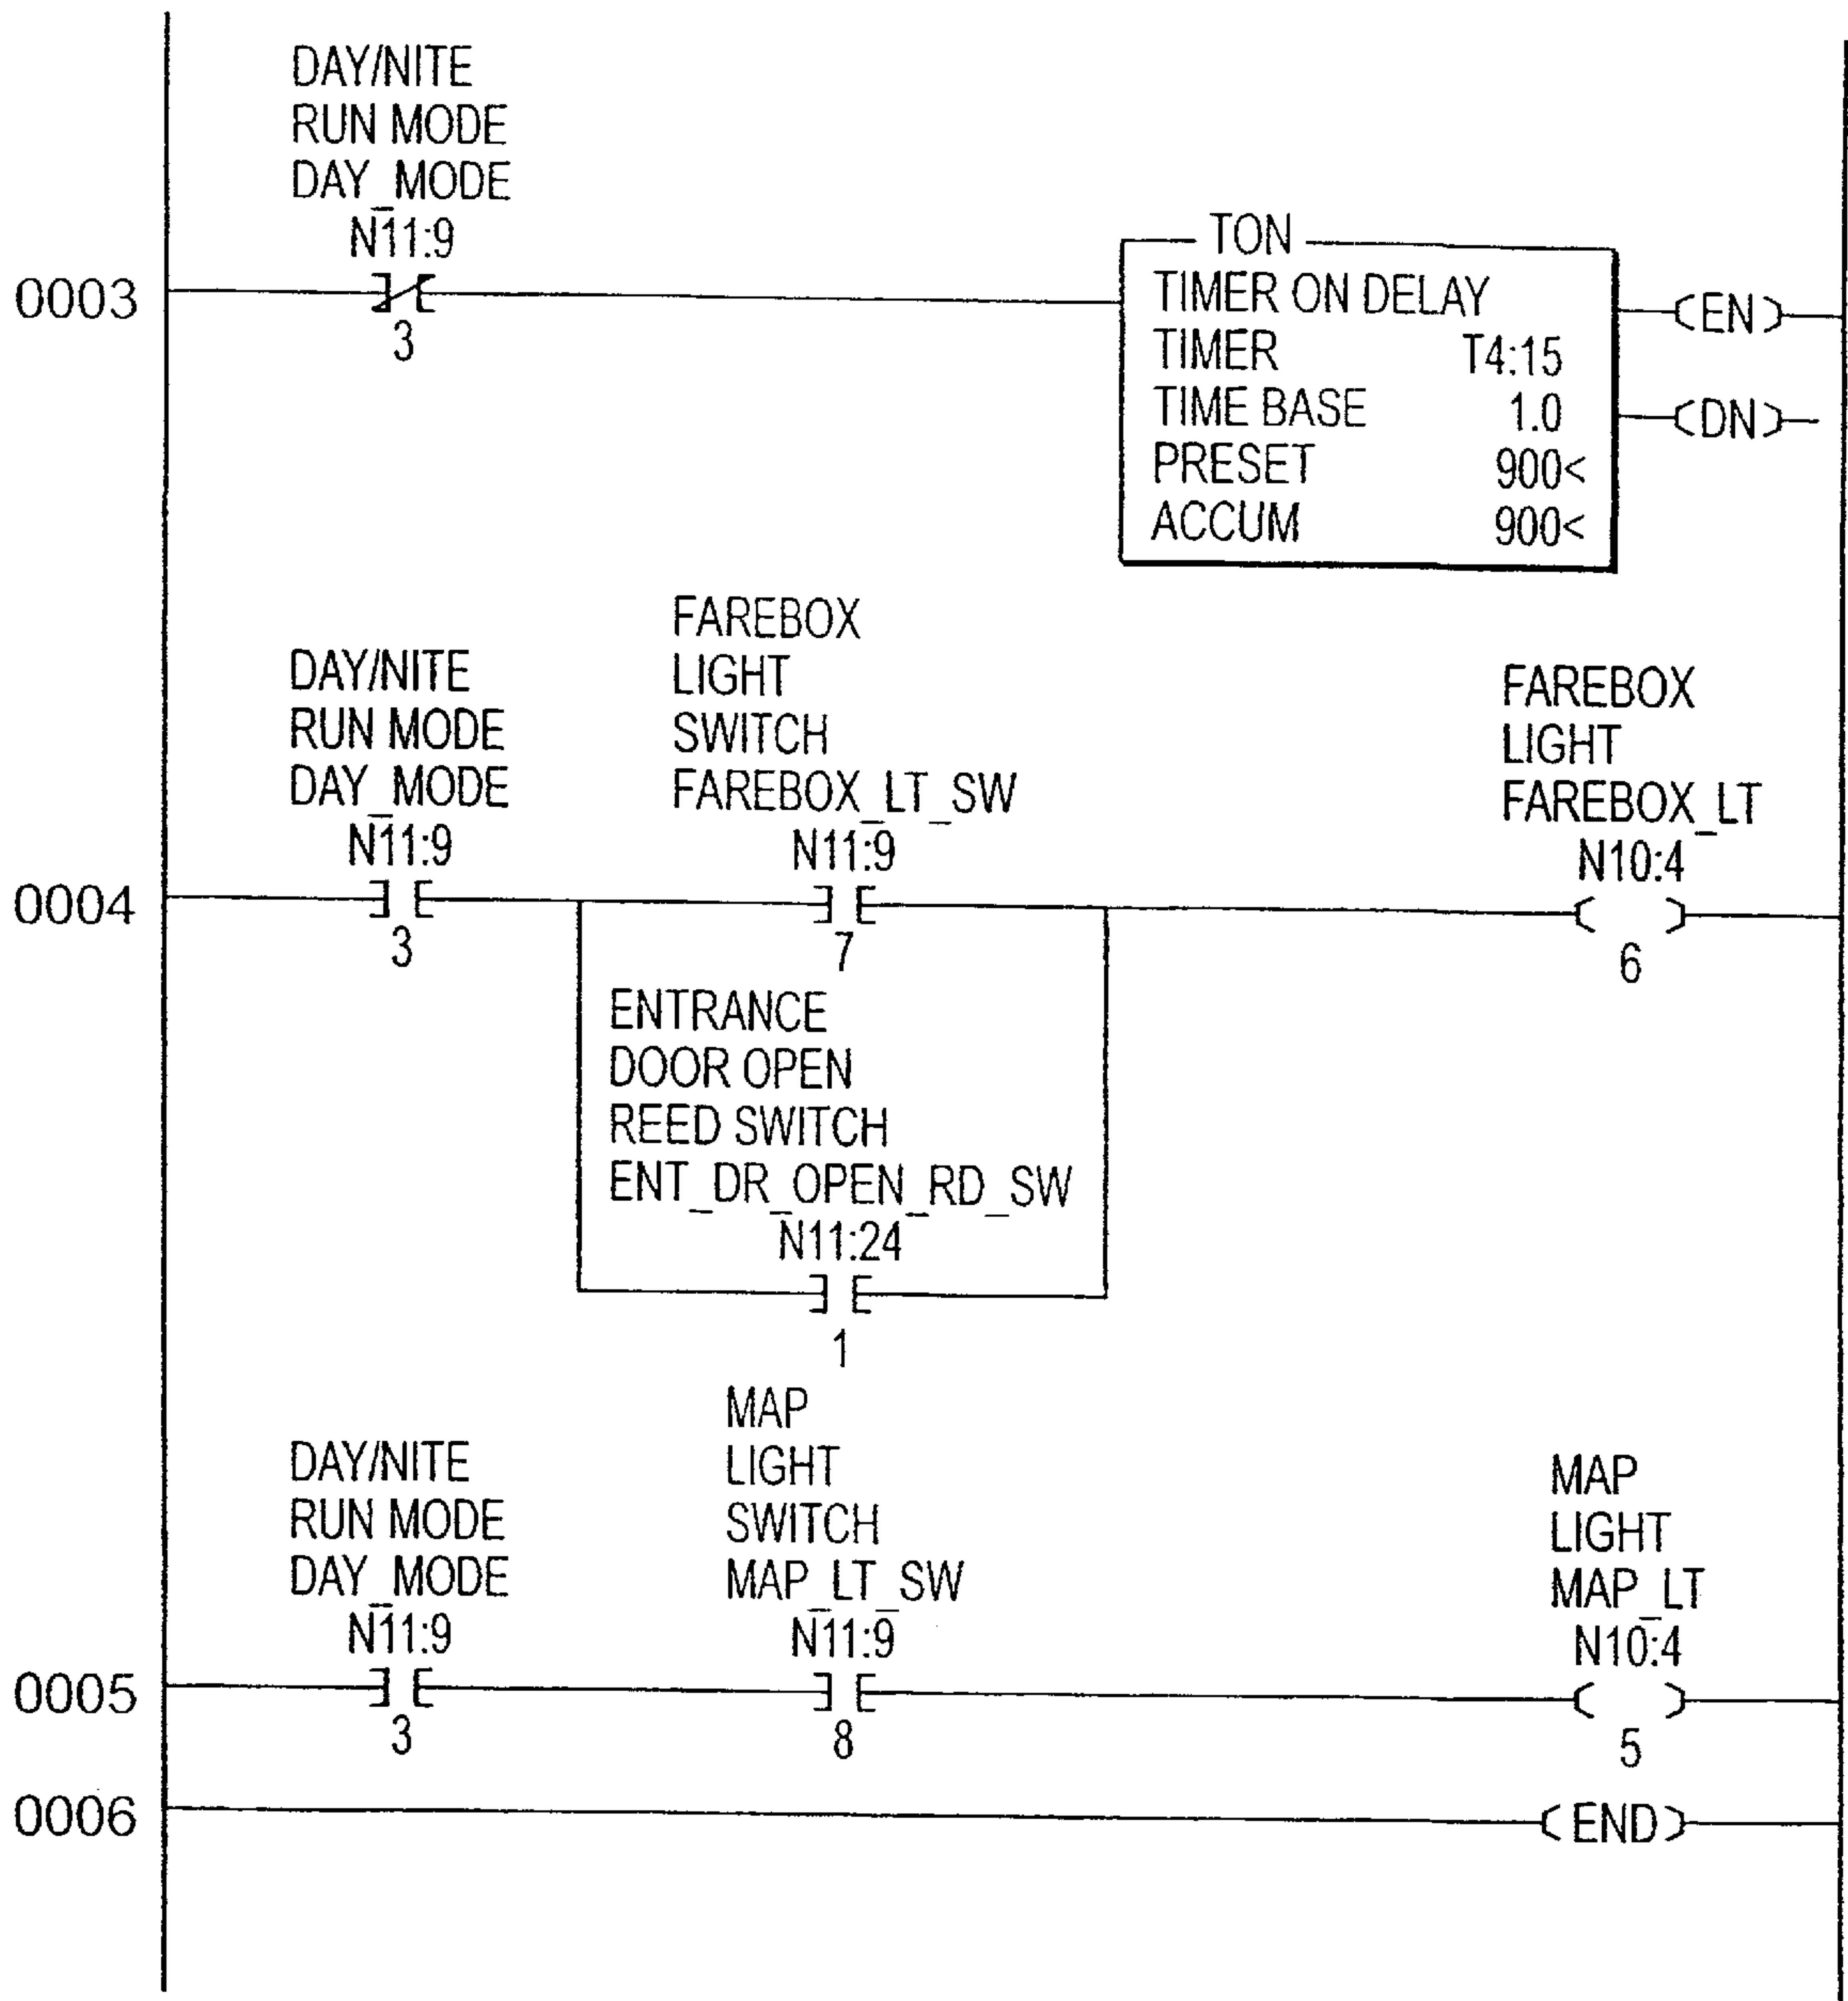 DAY/NITE
RUN MODE
DAY_MODE
N11:9
0003
3
TON
TIMER ON DELAY
TIMER T4:15
TIME BASE 1.0
PRESET 900<
ACCUM 900<
(EN)
(DN)
DAY/NITE
RUN MODE
DAY_MODE
N11:9
FAREBOX
LIGHT
SWITCH
FAREBOX_LT_SW
N11:9
FAREBOX
LIGHT
FAREBOX_LT
N10:4
0004
3
7
6
ENTRANCE
DOOR OPEN
REED SWITCH
ENT_DR_OPEN_RD_SW
N11:24
1
DAY/NITE
RUN MODE
DAY_MODE
N11:9
MAP
LIGHT
SWITCH
MAP_LT_SW
N11:9
MAP
LIGHT
MAP_LT
N10:4
0005
3
8
5
0006
(END)